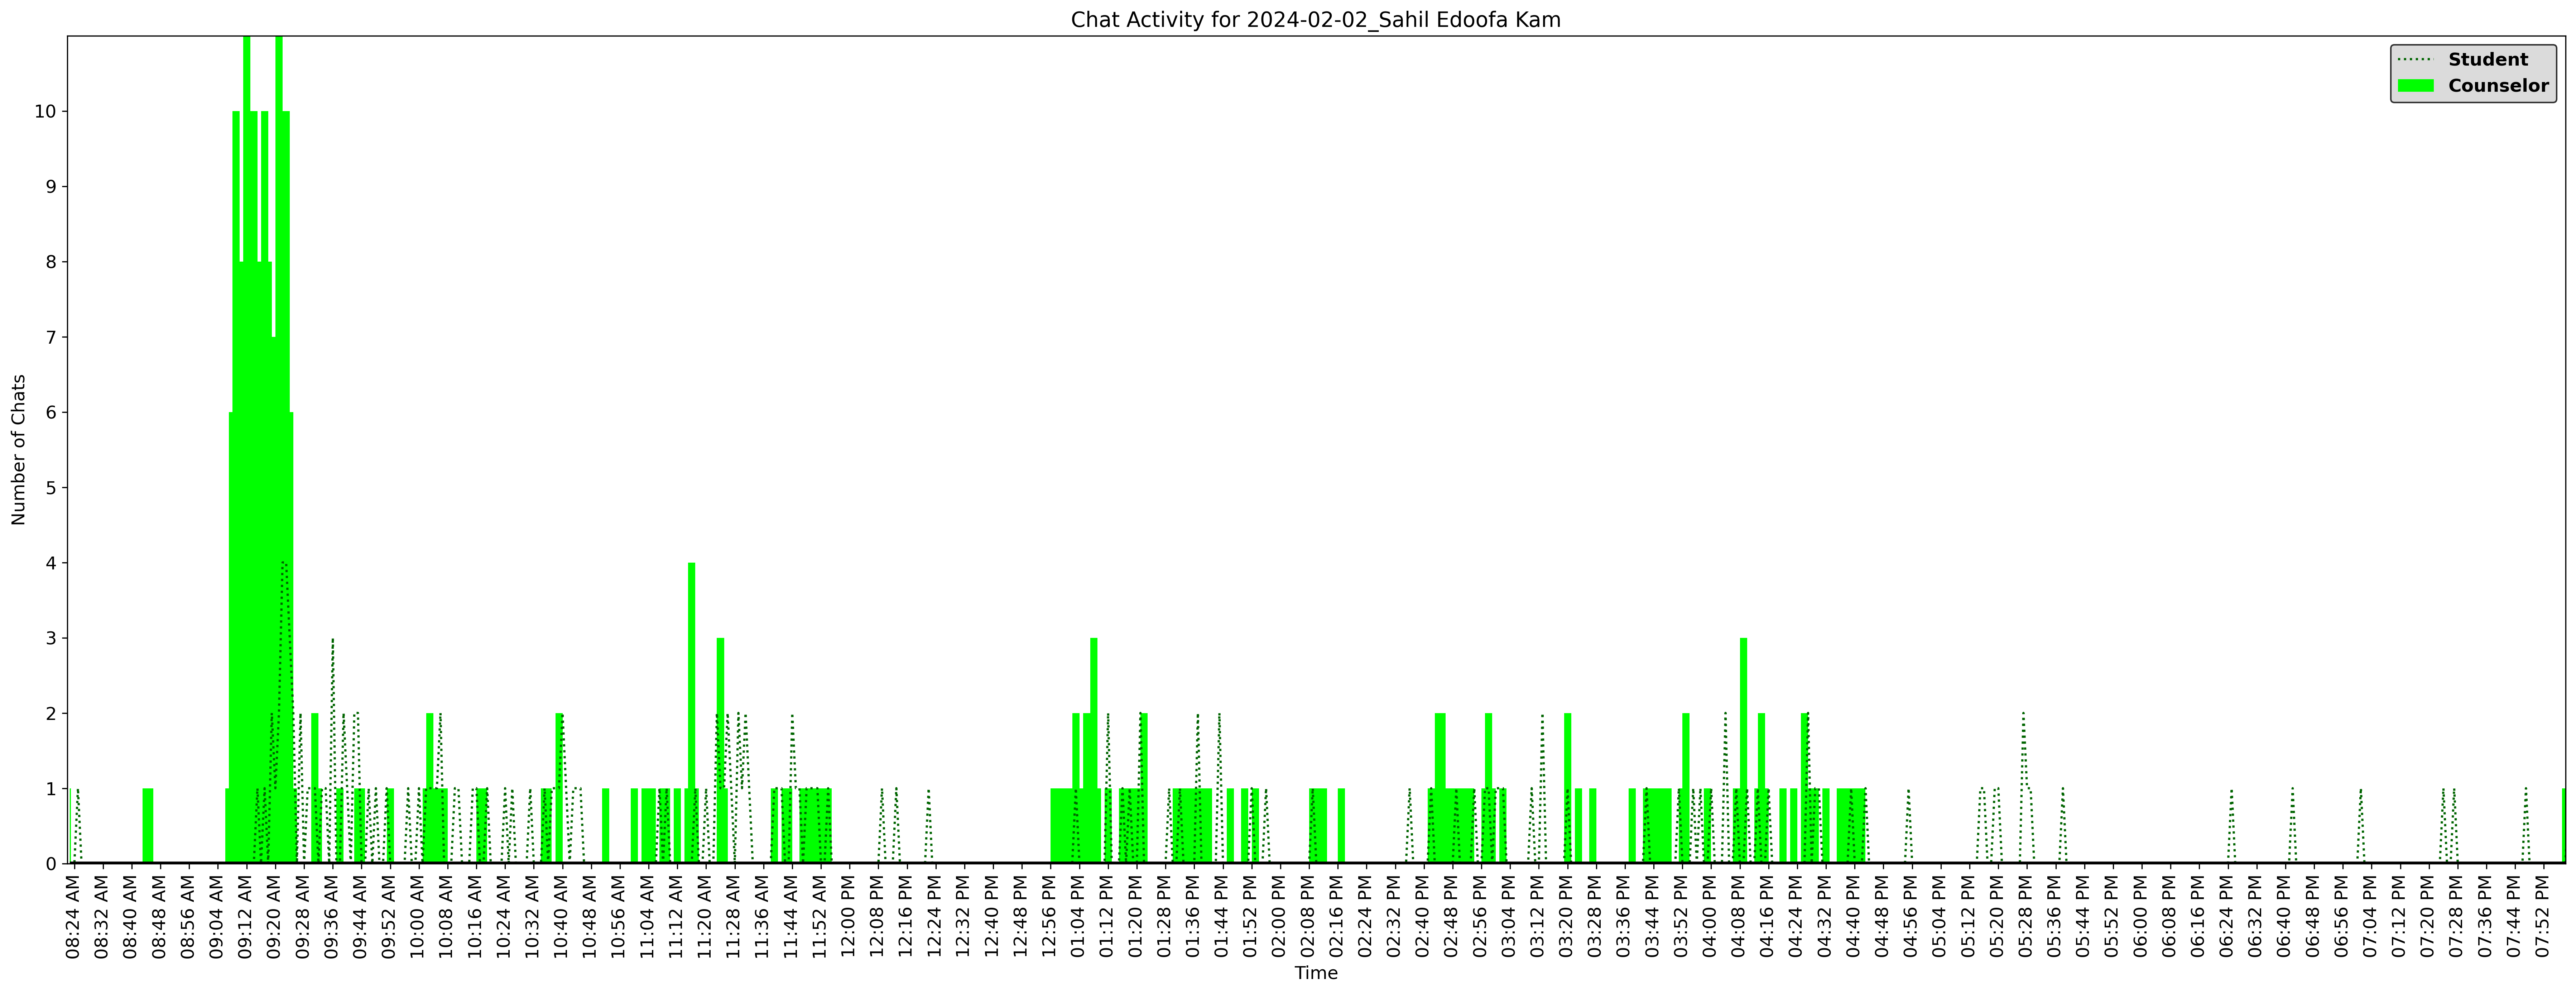 Chat Activity for 2024-02-02_Sahil Edoofa Kam
Student
Counselor
Number of Chats
10
9
8
7
6
5
4
3
2
1
0
08:24 AM
08:32 AM
08:40 AM
08:48 AM
08:56 AM
09:04 AM
09:12 AM
09:20 AM
09:28 AM
09:36 AM
09:44 AM
09:52 AM
10:00 AM
10:08 AM
10:16 AM
10:24 AM
10:32 AM
10:40 AM
10:48 AM
10:56 AM
11:04 AM
11:12 AM
11:20 AM
11:28 AM
11:36 AM
11:44 AM
11:52 AM
12:00 PM
12:08 PM
12:16 PM
12:24 PM
12:32 PM
12:40 PM
12:48 PM
12:56 PM
01:04 PM
01:12 PM
01:20 PM
01:28 PM
01:36 PM
01:44 PM
01:52 PM
02:00 PM
02:08 PM
02:16 PM
02:24 PM
02:32 PM
02:40 PM
02:48 PM
02:56 PM
03:04 PM
03:12 PM
03:20 PM
03:28 PM
03:36 PM
03:44 PM
03:52 PM
04:00 PM
04:08 PM
04:16 PM
04:24 PM
04:32 PM
04:40 PM
04:48 PM
04:56 PM
05:04 PM
05:12 PM
05:20 PM
05:28 PM
05:36 PM
05:44 PM
05:52 PM
06:00 PM
06:08 PM
06:16 PM
06:24 PM
06:32 PM
06:40 PM
06:48 PM
06:56 PM
07:04 PM
07:12 PM
07:20 PM
07:28 PM
07:36 PM
07:44 PM
07:52 PM
Time